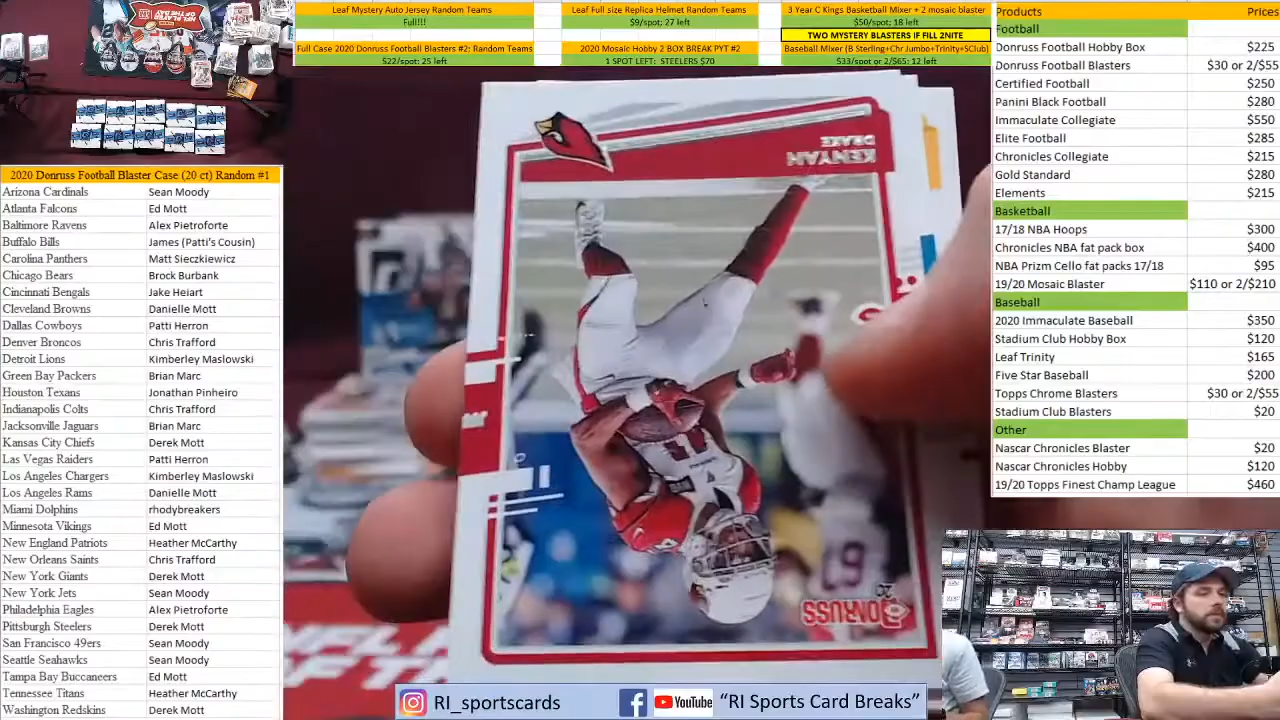 Leaf Mystery Auto Jersey Random Teams
Full!!!
Full Case 2020 Donruss Football Blasters #2: Random Teams
$22/spot: 25 left
Leaf Full size Replica Helmet Random Teams
$9/spot; 27 left
2020 Mosaic Hobby 2 BOX BREAK PYT #2
1 SPOT LEFT: STEELERS $70
3 Year C Kings Basketball Mixer + 2 mosaic blaster
$50/spot; 18 left
TWO MYSTERY BLASTERS IF FILL 2NITE
Baseball Mixer (B Sterling+Chr Jumbo+Trinity+SClub)
$33/spot or 2/$65: 12 left
Products Prices
Football
Donruss Football Hobby Box $225
Donruss Football Blasters $30 or 2/$55
Certified Football $250
Panini Black Football $280
Immaculate Collegiate $550
Elite Football $285
Chronicles Collegiate $215
Gold Standard $280
Elements $215
Basketball
17/18 NBA Hoops $300
Chronicles NBA fat pack box $400
NBA Prizm Cello fat packs 17/18 $95
19/20 Mosaic Blaster $110 or 2/$210
Baseball
2020 Immaculate Baseball $350
Stadium Club Hobby Box $120
Leaf Trinity $165
Five Star Baseball $200
Topps Chrome Blasters $30 or 2/$55
Stadium Club Blasters $20
Other
Nascar Chronicles Blaster $20
Nascar Chronicles Hobby $120
19/20 Topps Finest Champ League $460
2020 Donruss Football Blaster Case (20 ct) Random #1
Arizona Cardinals Sean Moody
Atlanta Falcons Ed Mott
Baltimore Ravens Alex Pietroforte
Buffalo Bills James (Patti's Cousin)
Carolina Panthers Matt Sieczkiewicz
Chicago Bears Brock Burbank
Cincinnati Bengals Jake Heiart
Cleveland Browns Danielle Mott
Dallas Cowboys Patti Herron
Denver Broncos Chris Trafford
Detroit Lions Kimberley Maslowski
Green Bay Packers Brian Marc
Houston Texans Jonathan Pinheiro
Indianapolis Colts Chris Trafford
Jacksonville Jaguars Brian Marc
Kansas City Chiefs Derek Mott
Las Vegas Raiders Patti Herron
Los Angeles Chargers Kimberley Maslowski
Los Angeles Rams Danielle Mott
Miami Dolphins rhodybreakers
Minnesota Vikings Ed Mott
New England Patriots Heather McCarthy
New Orleans Saints Chris Trafford
New York Giants Derek Mott
New York Jets Sean Moody
Philadelphia Eagles Alex Pietroforte
Pittsburgh Steelers Derek Mott
San Francisco 49ers Sean Moody
Seattle Seahawks Sean Moody
Tampa Bay Buccaneers Ed Mott
Tennessee Titans Heather McCarthy
Washington Redskins Derek Mott
KENYAN
DRAKE
DONRUSS
RI_sportscards
YouTube "RI Sports Card Breaks"